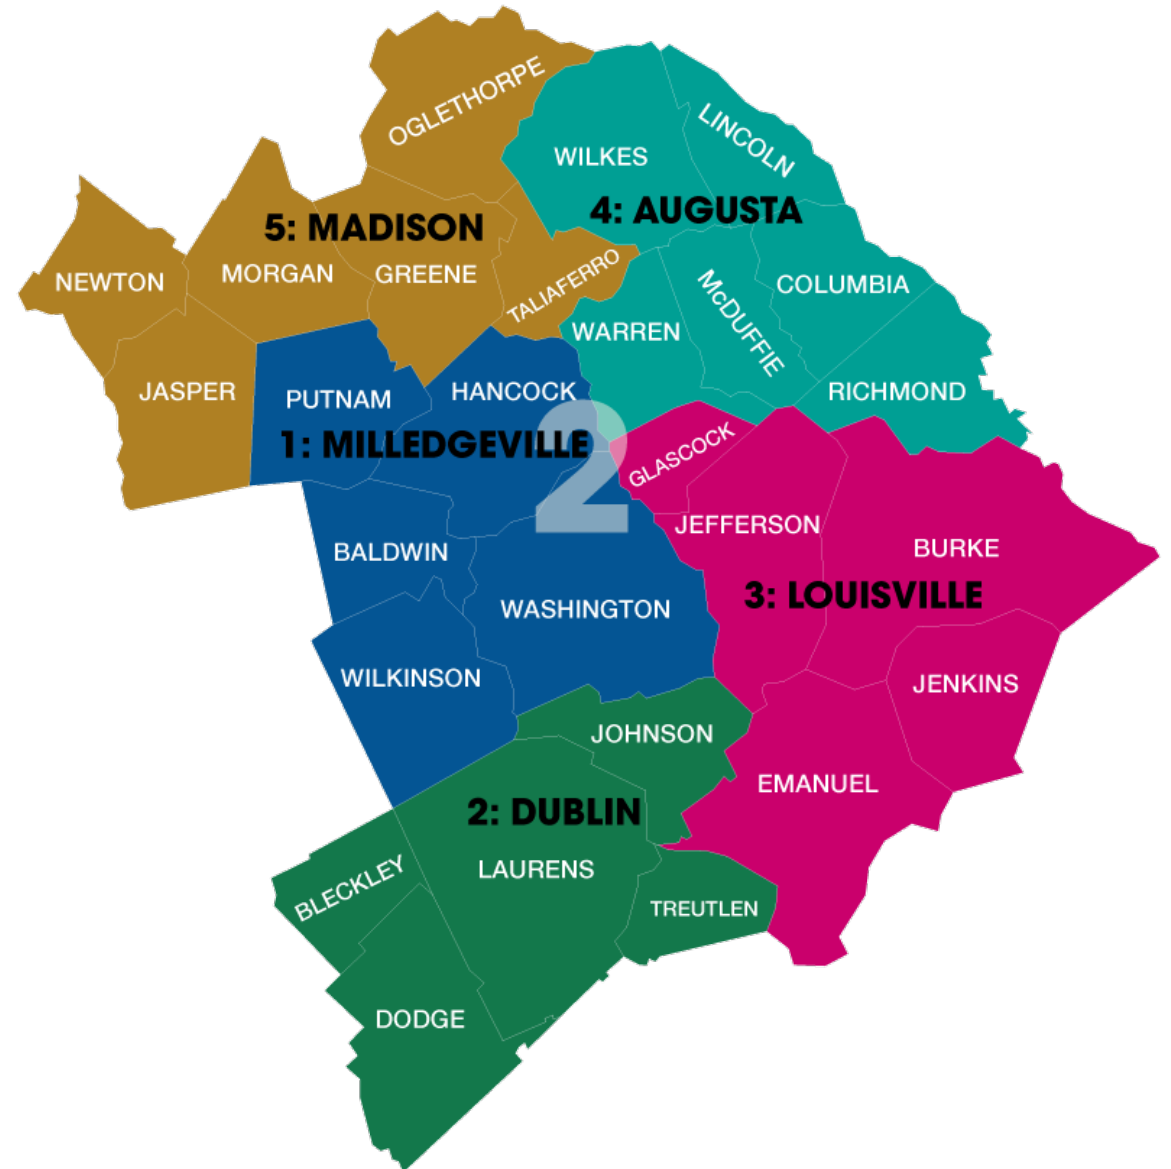 OGLETHORPE
LINCOLN
WILKES
4: AUGUSTA
5: MADISON
NEWTON
MORGAN
GREENE
TALIAFERRO
COLUMBIA
McDUFFIE
WARREN
JASPER
PUTNAM
HANCOCK
RICHMOND
1: MILLEDGEVILLE
2
GLASCOCK
JEFFERSON
BALDWIN
BURKE
WASHINGTON
3: LOUISVILLE
WILKINSON
JENKINS
JOHNSON
EMANUEL
2: DUBLIN
LAURENS
BLECKLEY
TREUTLEN
DODGE